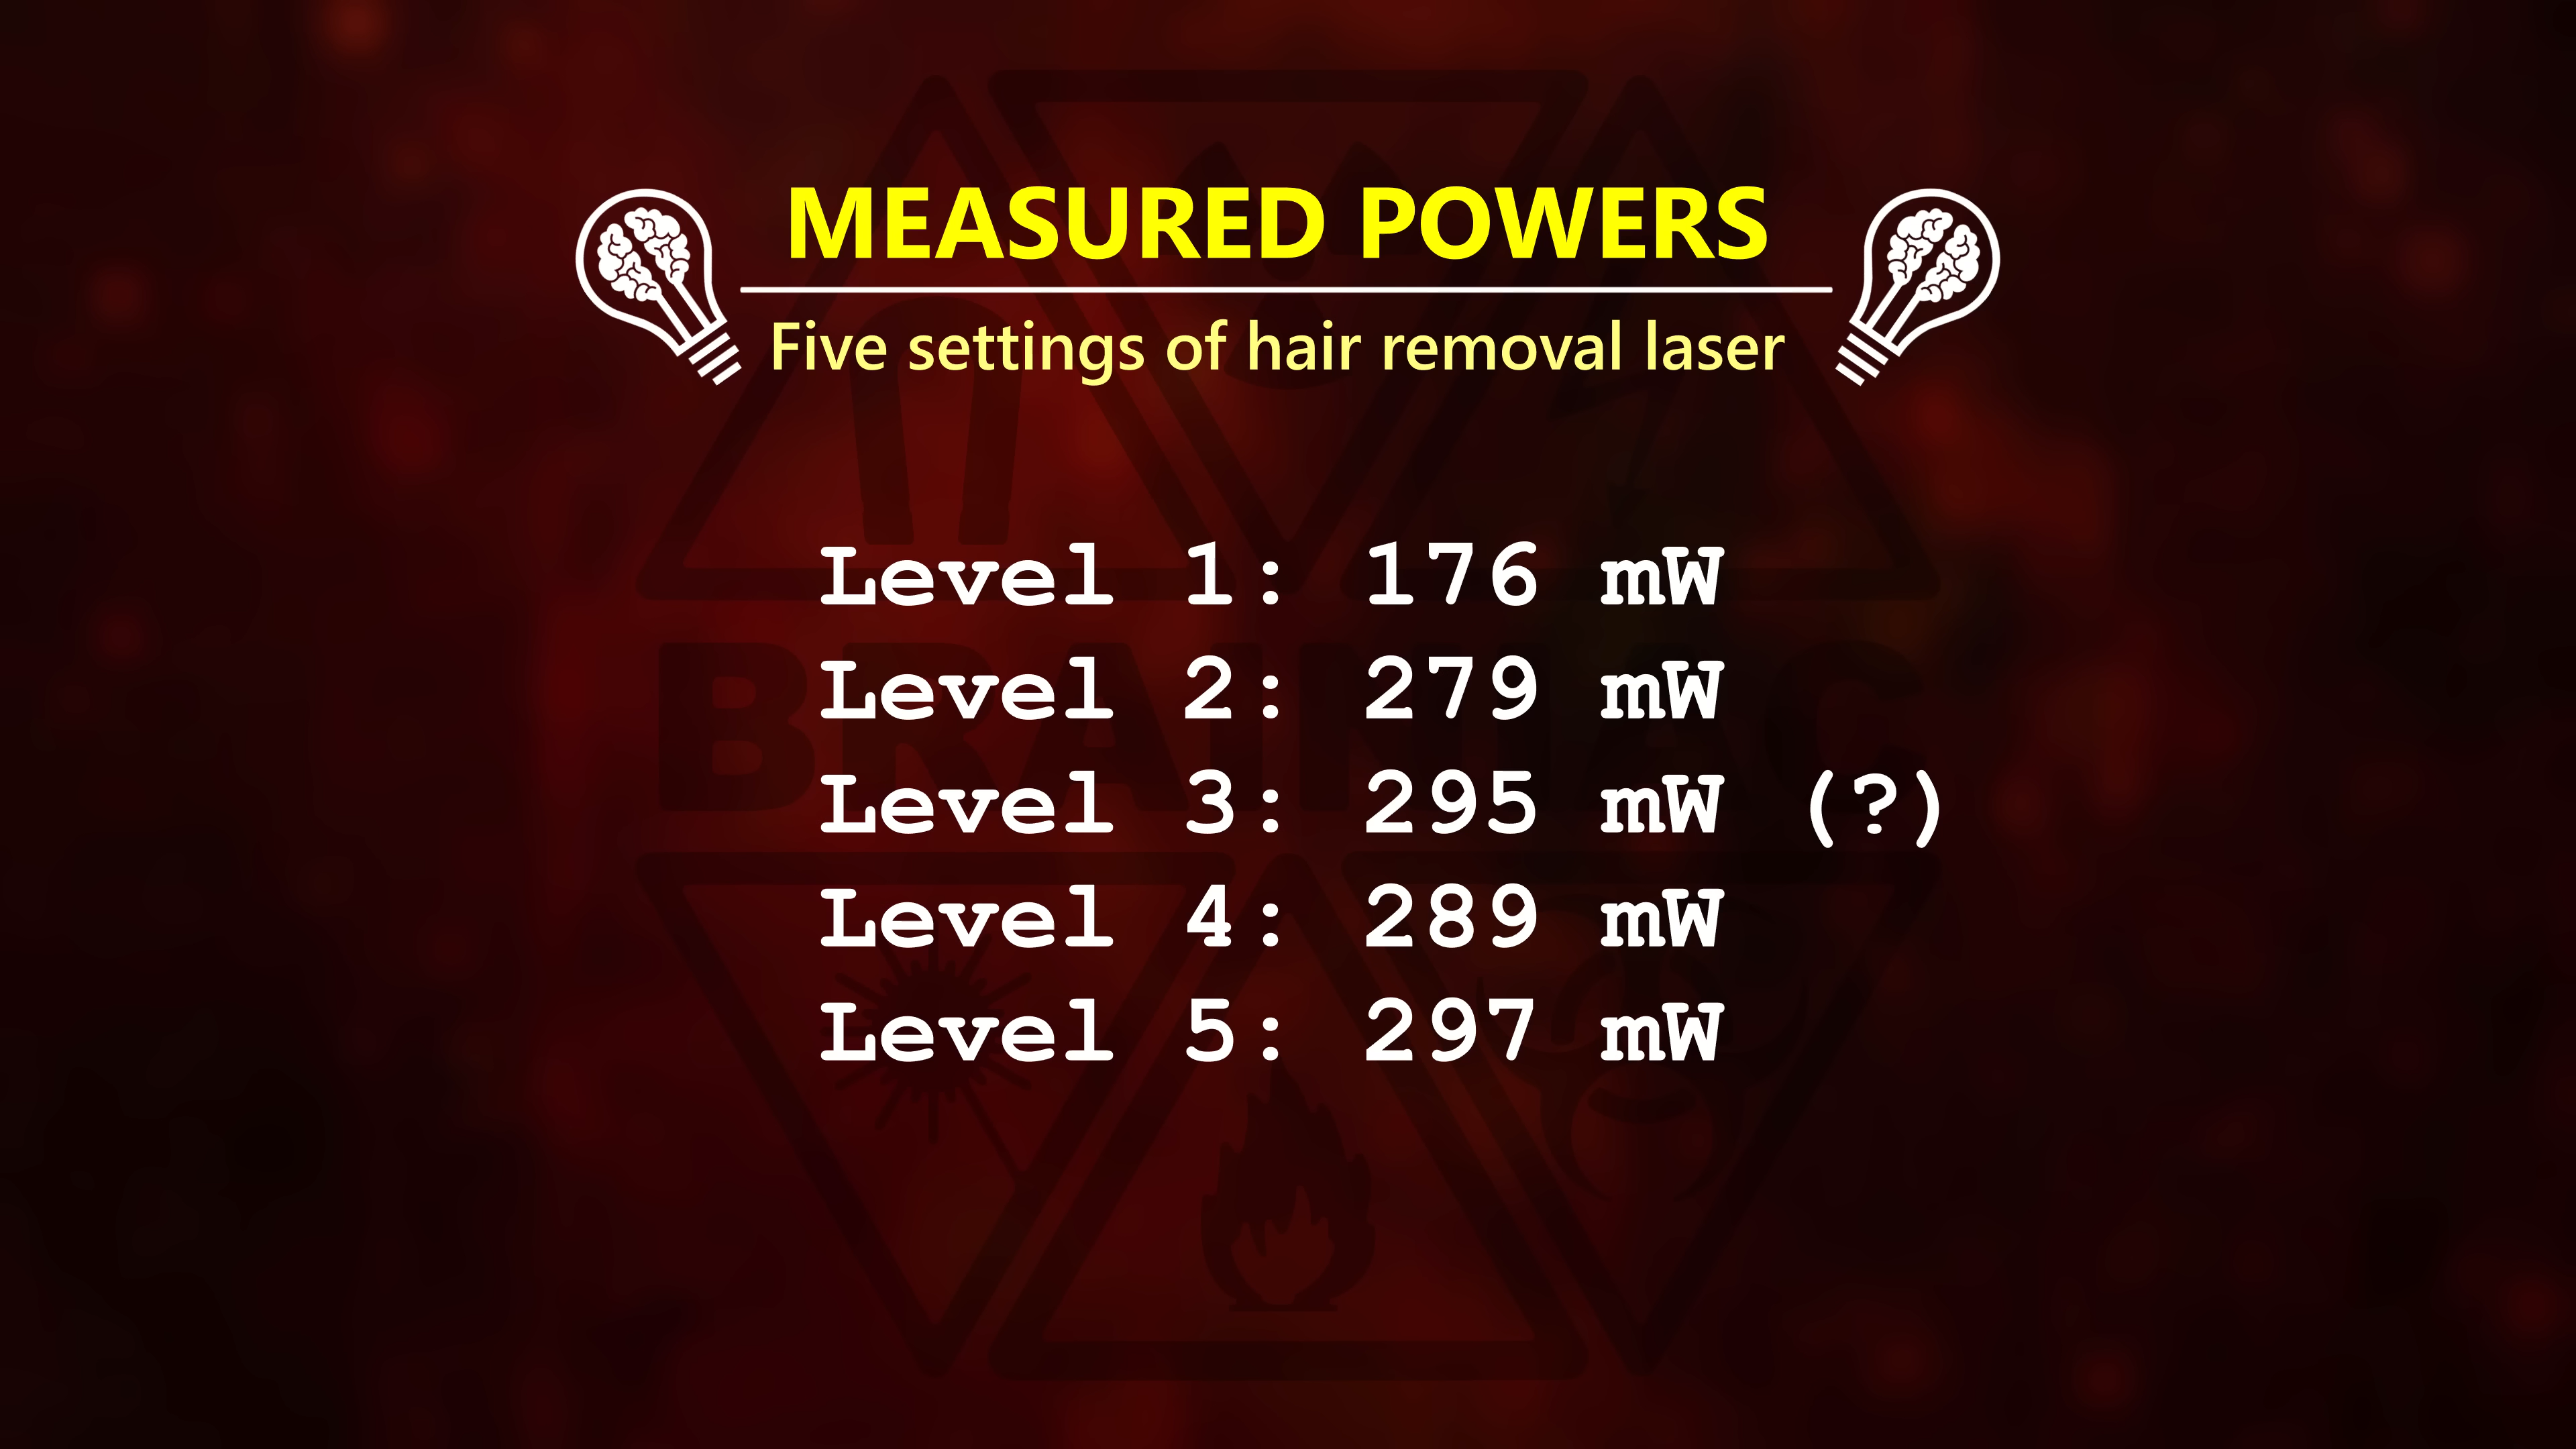 MEASURED POWERS
Five settings of hair removal laser
Level 1: 176 mW
Level 2: 279 mW
BRAINIAC
Level 3: 295 mW (?)
Level 4: 289 mW
Level 5: 297 mW